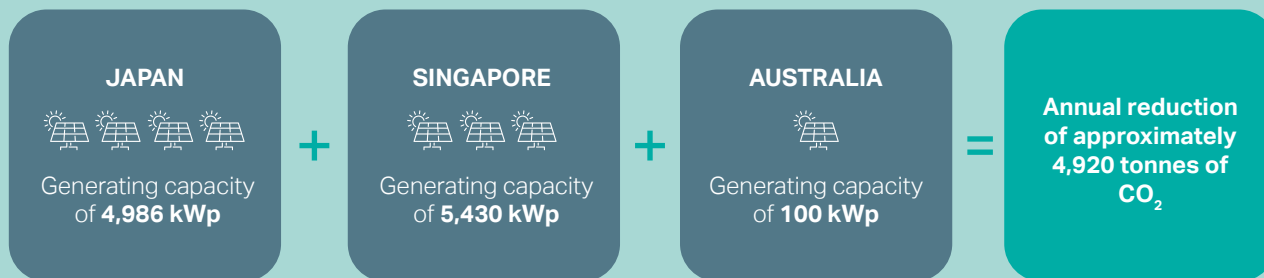 JAPAN
Generating capacity
of 4,986 kWp
+
SINGAPORE
Generating capacity
of 5,430 kWp
+
AUSTRALIA
Generating capacity
of 100 kWp
=
Annual reduction
of approximately
4,920 tonnes of
CO₂